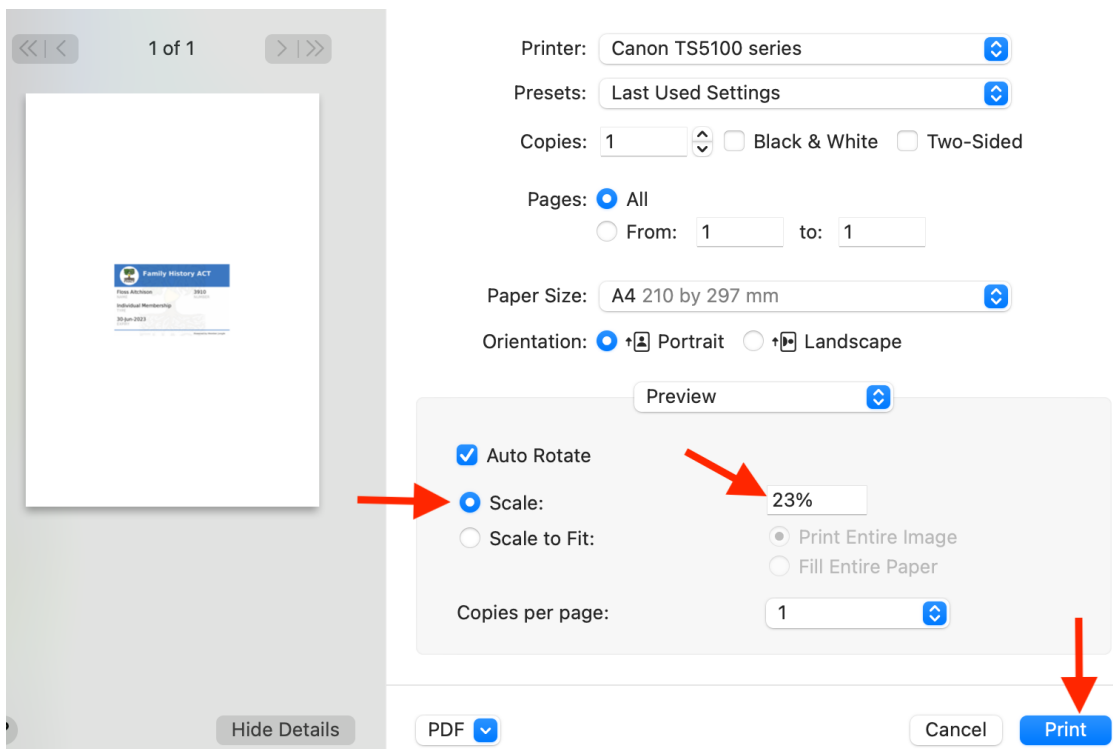 1 of 1
Family History ACT
Floss Aitchison 3910
Individual Membership
30-Jun-2023
Hide Details
Printer: Canon TS5100 series
Presets: Last Used Settings
Copies: 1 Black & White Two-Sided
Pages: All
From: 1 to: 1
Paper Size: A4 210 by 297 mm
Orientation: Portrait Landscape
Preview
Auto Rotate
Scale: 23%
Scale to Fit: Print Entire Image
Fill Entire Paper
Copies per page: 1
PDF Cancel Print